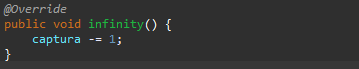 @Override
public void infinity() {
    captura -= 1;
}